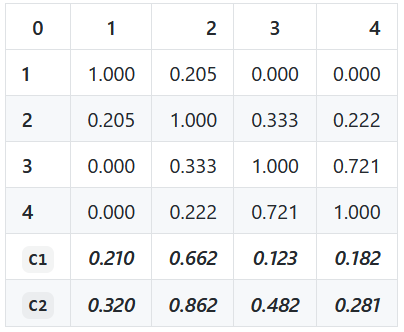 0 1 2 3 4
1 1.000 0.205 0.000 0.000
2 0.205 1.000 0.333 0.222
3 0.000 0.333 1.000 0.721
4 0.000 0.222 0.721 1.000
C1 0.210 0.662 0.123 0.182
C2 0.320 0.862 0.482 0.281